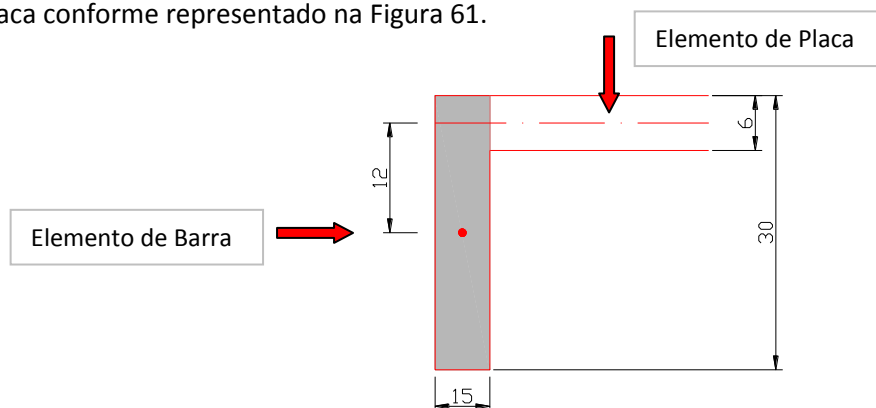 aca conforme representado na Figura 61.
Elemento de Placa
6
12
Elemento de Barra
30
15